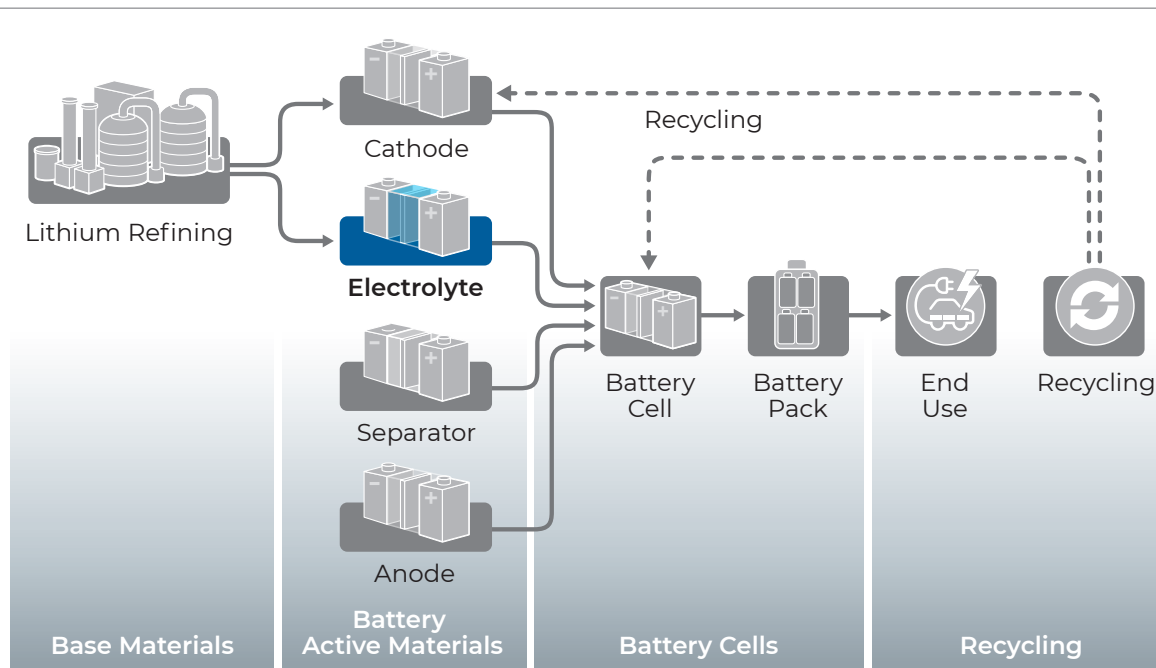 Recycling
Cathode
Lithium Refining
Electrolyte
Battery
Cell
Battery
Pack
End
Use
Recycling
Separator
Anode
Base Materials
Battery
Active Materials
Battery Cells
Recycling